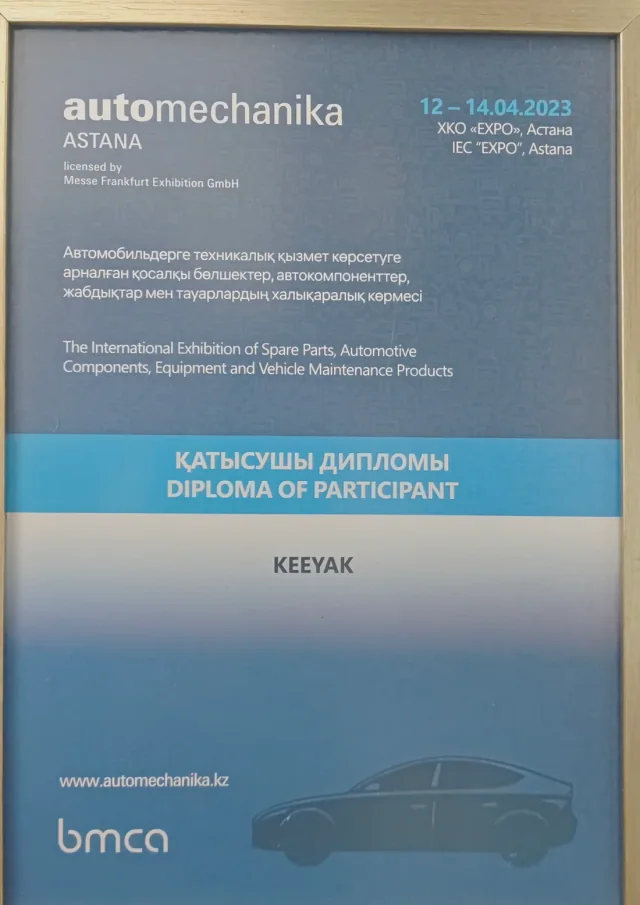 automechanika
ASTANA
licensed by
Messe Frankfurt Exhibition GmbH
12 – 14.04.2023
ХКО «EXPO», Астана
IEC "EXPO", Astana
Автомобильдерге техникалық қызмет көрсетуге
арналған қосалқы бөлшектер, автокомпоненттер,
жабдықтар мен тауарлардың халықаралық көрмесі
The International Exhibition of Spare Parts, Automotive
Components, Equipment and Vehicle Maintenance Products
ҚАТЫСУШЫ ДИПЛОМЫ
DIPLOMA OF PARTICIPANT
KEEYAK
www.automechanika.kz
bmca